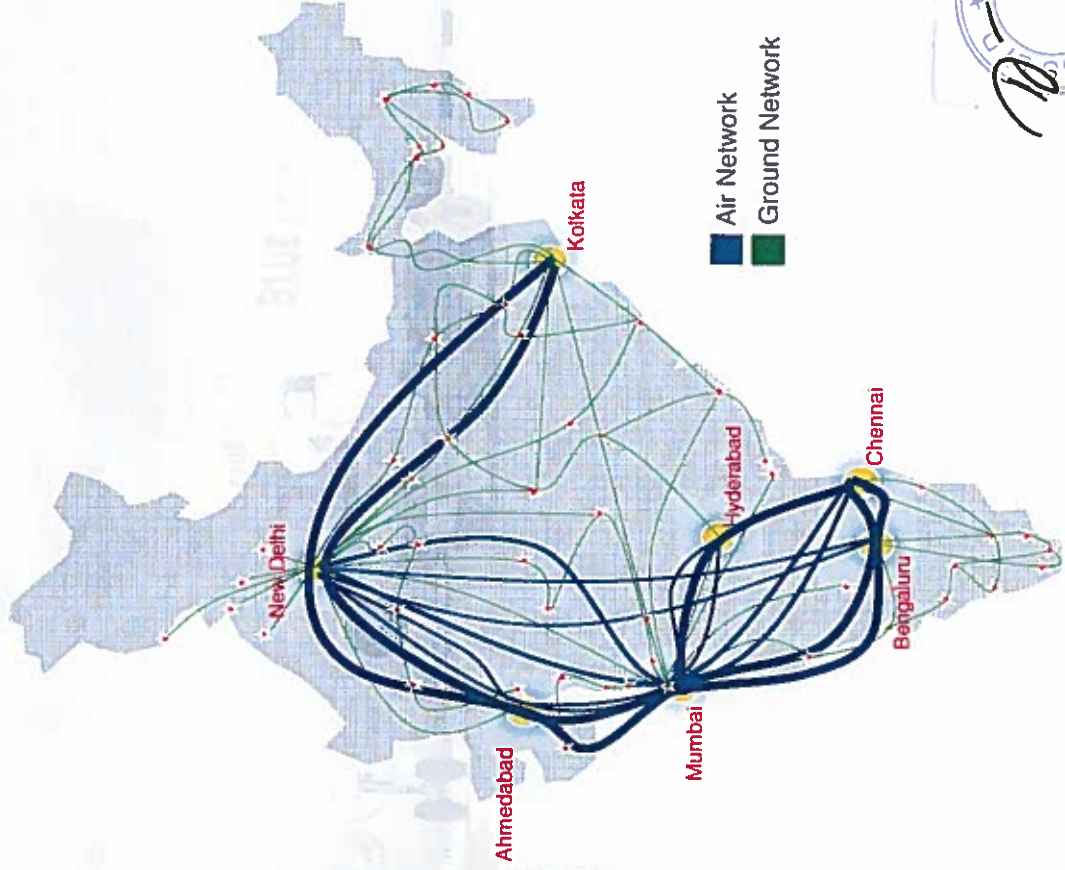 New Delhi
Ahmedabad
Kolkata
Mumbai
Hyderabad
Chennai
Bengaluru
Air Network
Ground Network